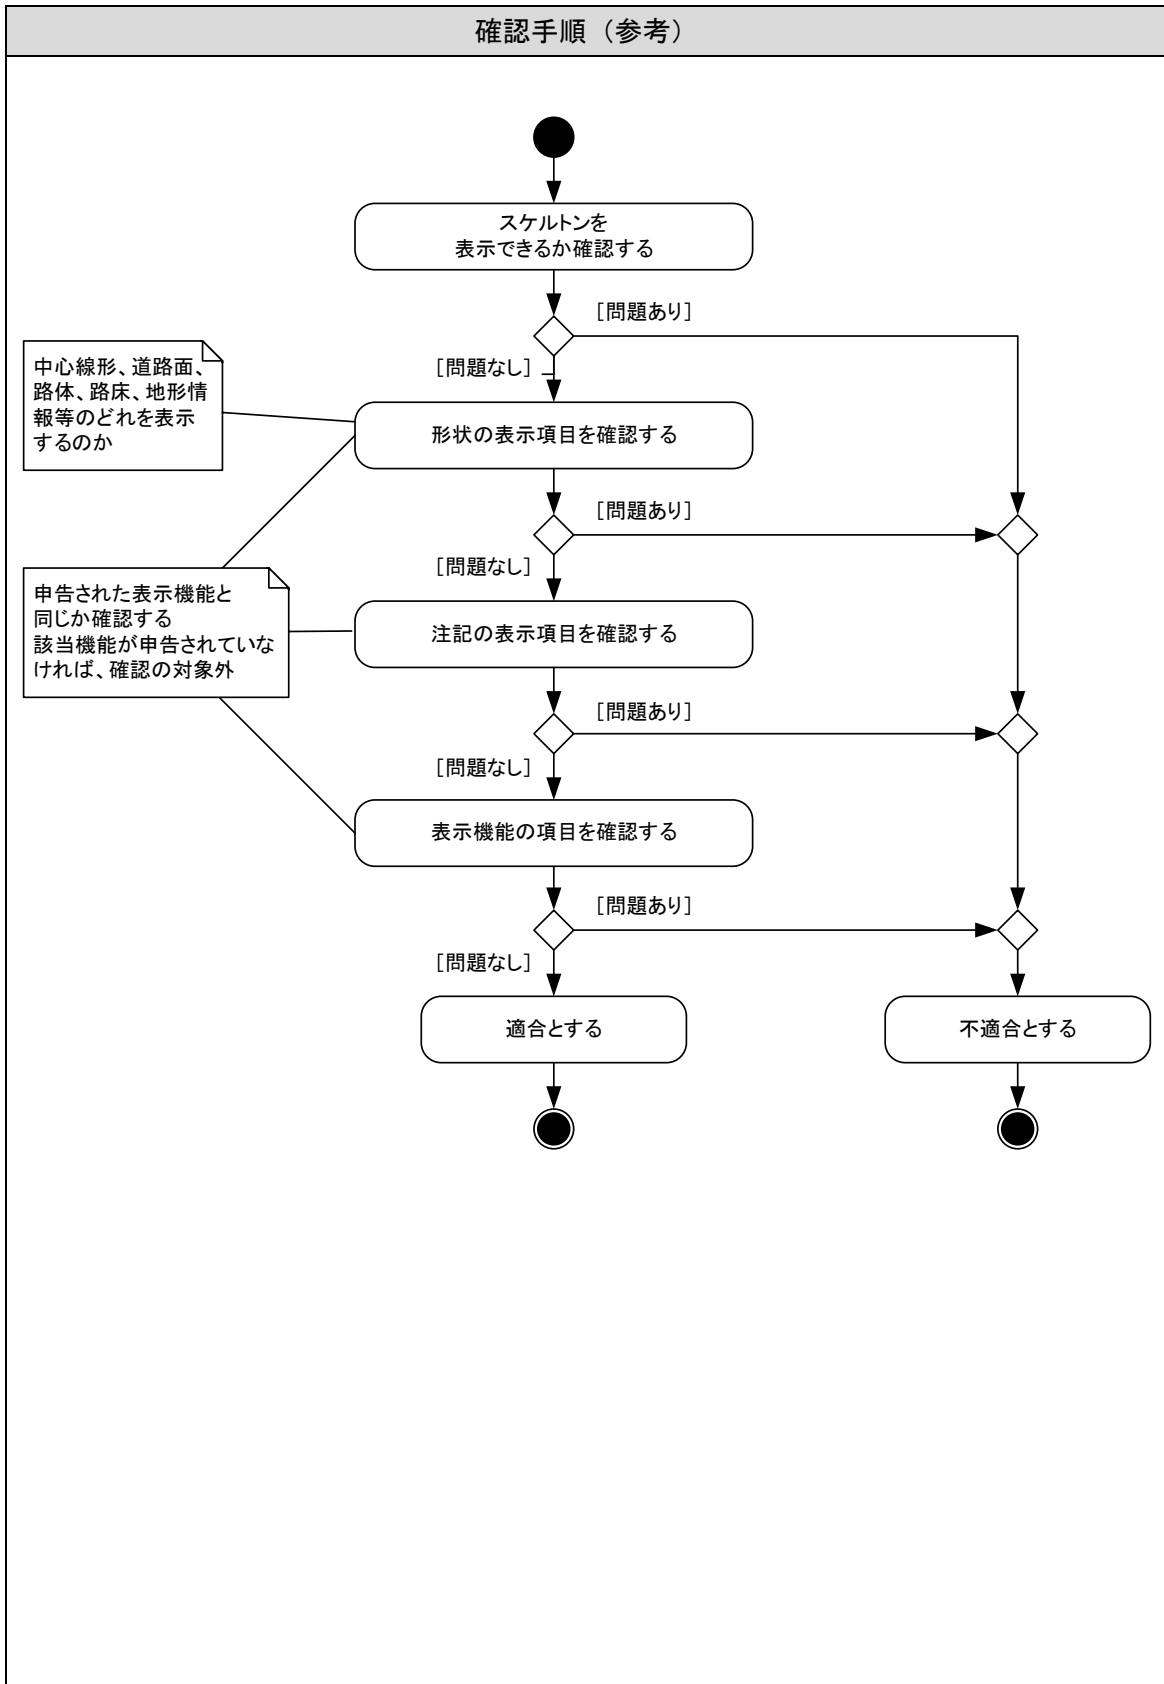 確認手順（参考）
スケルトンを
表示できるか確認する
［問題あり］
［問題なし］
中心線形、道路面、
路体、路床、地形情
報等のどれを表示
するのか
形状の表示項目を確認する
［問題あり］
［問題なし］
申告された表示機能と
同じか確認する
該当機能が申告されていな
ければ、確認の対象外
注記の表示項目を確認する
［問題あり］
［問題なし］
表示機能の項目を確認する
［問題あり］
［問題なし］
適合とする
不適合とする